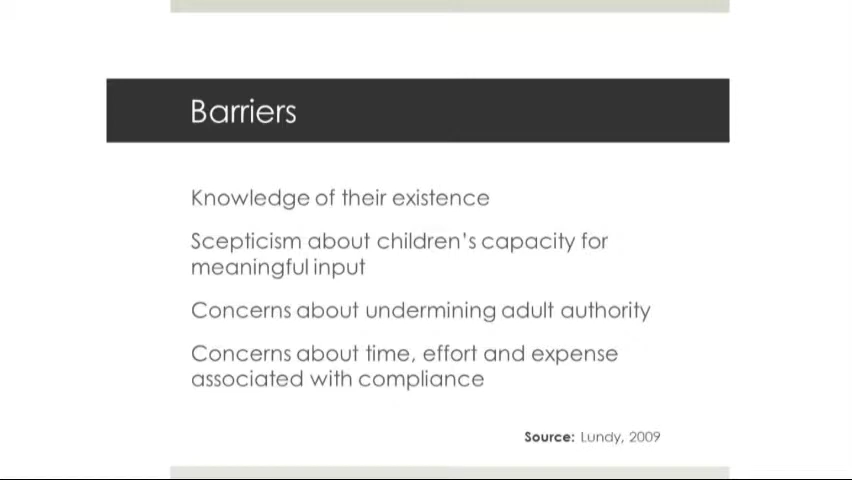 Barriers
Knowledge of their existence
Scepticism about children's capacity for
meaningful input
Concerns about undermining adult authority
Concerns about time, effort and expense
associated with compliance
Source: Lundy, 2009